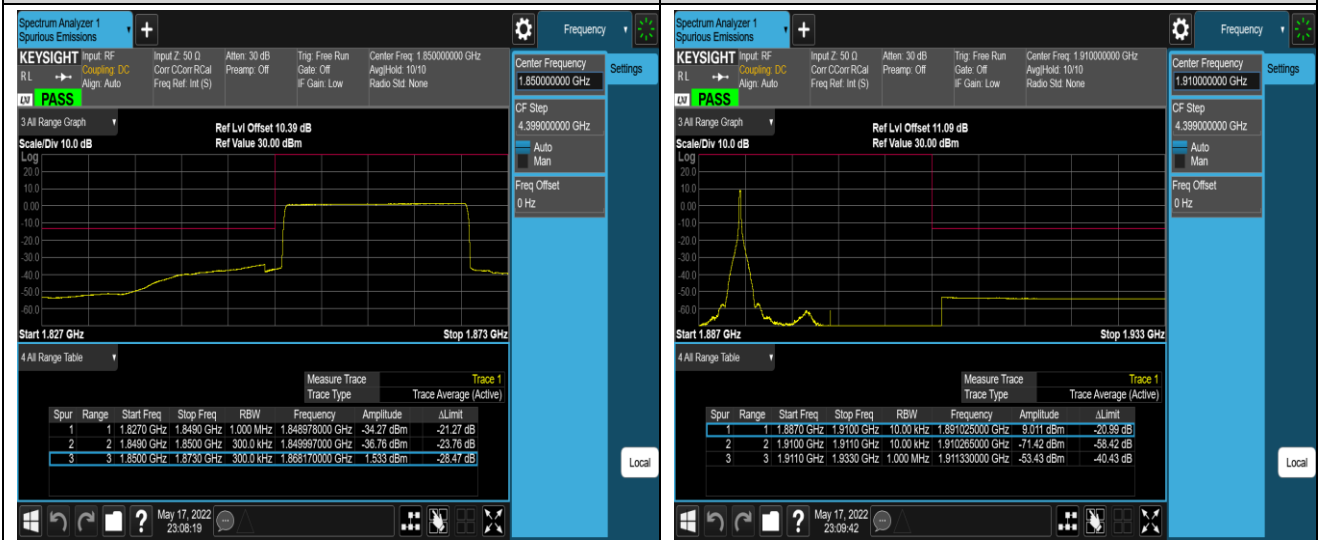 Spectrum Analyzer 1
Spurious Emissions
+
Frequency
KEYSIGHT Input: RF
Coupling: DC
Align: Auto
Input Z: 50 Ω
Corr CCorr RCal
Freq Ref: Int (S)
Atten: 30 dB
Preamp: Off
Trig: Free Run
Gate: Off
IF Gain: Low
Center Freq: 1.850000000 GHz
Avg|Hold: 10/10
Radio Std: None
RL
LXI PASS
Center Frequency
1.850000000 GHz
Settings
CF Step
4.399000000 GHz
Auto
Man
Freq Offset
0 Hz
3 All Range Graph
Ref Lvl Offset 10.39 dB
Scale/Div 10.0 dB
Ref Value 30.00 dBm
Log
20.0
10.0
0.00
-10.0
-20.0
-30.0
-40.0
-50.0
-60.0
Start 1.827 GHz
Stop 1.873 GHz
4 All Range Table
Measure Trace Trace 1
Trace Type Trace Average (Active)
Spur Range Start Freq Stop Freq RBW Frequency Amplitude ΔLimit
1 1 1.8270 GHz 1.8490 GHz 1.000 MHz 1.848978000 GHz -34.27 dBm -21.27 dB
2 2 1.8490 GHz 1.8500 GHz 300.0 kHz 1.849997000 GHz -36.76 dBm -23.76 dB
3 3 1.8500 GHz 1.8730 GHz 300.0 kHz 1.868170000 GHz 1.533 dBm -28.47 dB
Local
?
May 17, 2022
23:08:19
Spectrum Analyzer 1
Spurious Emissions
+
Frequency
KEYSIGHT Input: RF
Coupling: DC
Align: Auto
Input Z: 50 Ω
Corr CCorr RCal
Freq Ref: Int (S)
Atten: 30 dB
Preamp: Off
Trig: Free Run
Gate: Off
IF Gain: Low
Center Freq: 1.910000000 GHz
Avg|Hold: 10/10
Radio Std: None
RL
LXI PASS
Center Frequency
1.910000000 GHz
Settings
CF Step
4.399000000 GHz
Auto
Man
Freq Offset
0 Hz
3 All Range Graph
Ref Lvl Offset 11.09 dB
Scale/Div 10.0 dB
Ref Value 30.00 dBm
Log
20.0
10.0
0.00
-10.0
-20.0
-30.0
-40.0
-50.0
-60.0
Start 1.887 GHz
Stop 1.933 GHz
4 All Range Table
Measure Trace Trace 1
Trace Type Trace Average (Active)
Spur Range Start Freq Stop Freq RBW Frequency Amplitude ΔLimit
1 1 1.8870 GHz 1.9100 GHz 10.00 kHz 1.891025000 GHz 9.011 dBm -20.99 dB
2 2 1.9100 GHz 1.9110 GHz 10.00 kHz 1.910265000 GHz -71.42 dBm -58.42 dB
3 3 1.9110 GHz 1.9330 GHz 1.000 MHz 1.911330000 GHz -53.43 dBm -40.43 dB
Local
?
May 17, 2022
23:09:42